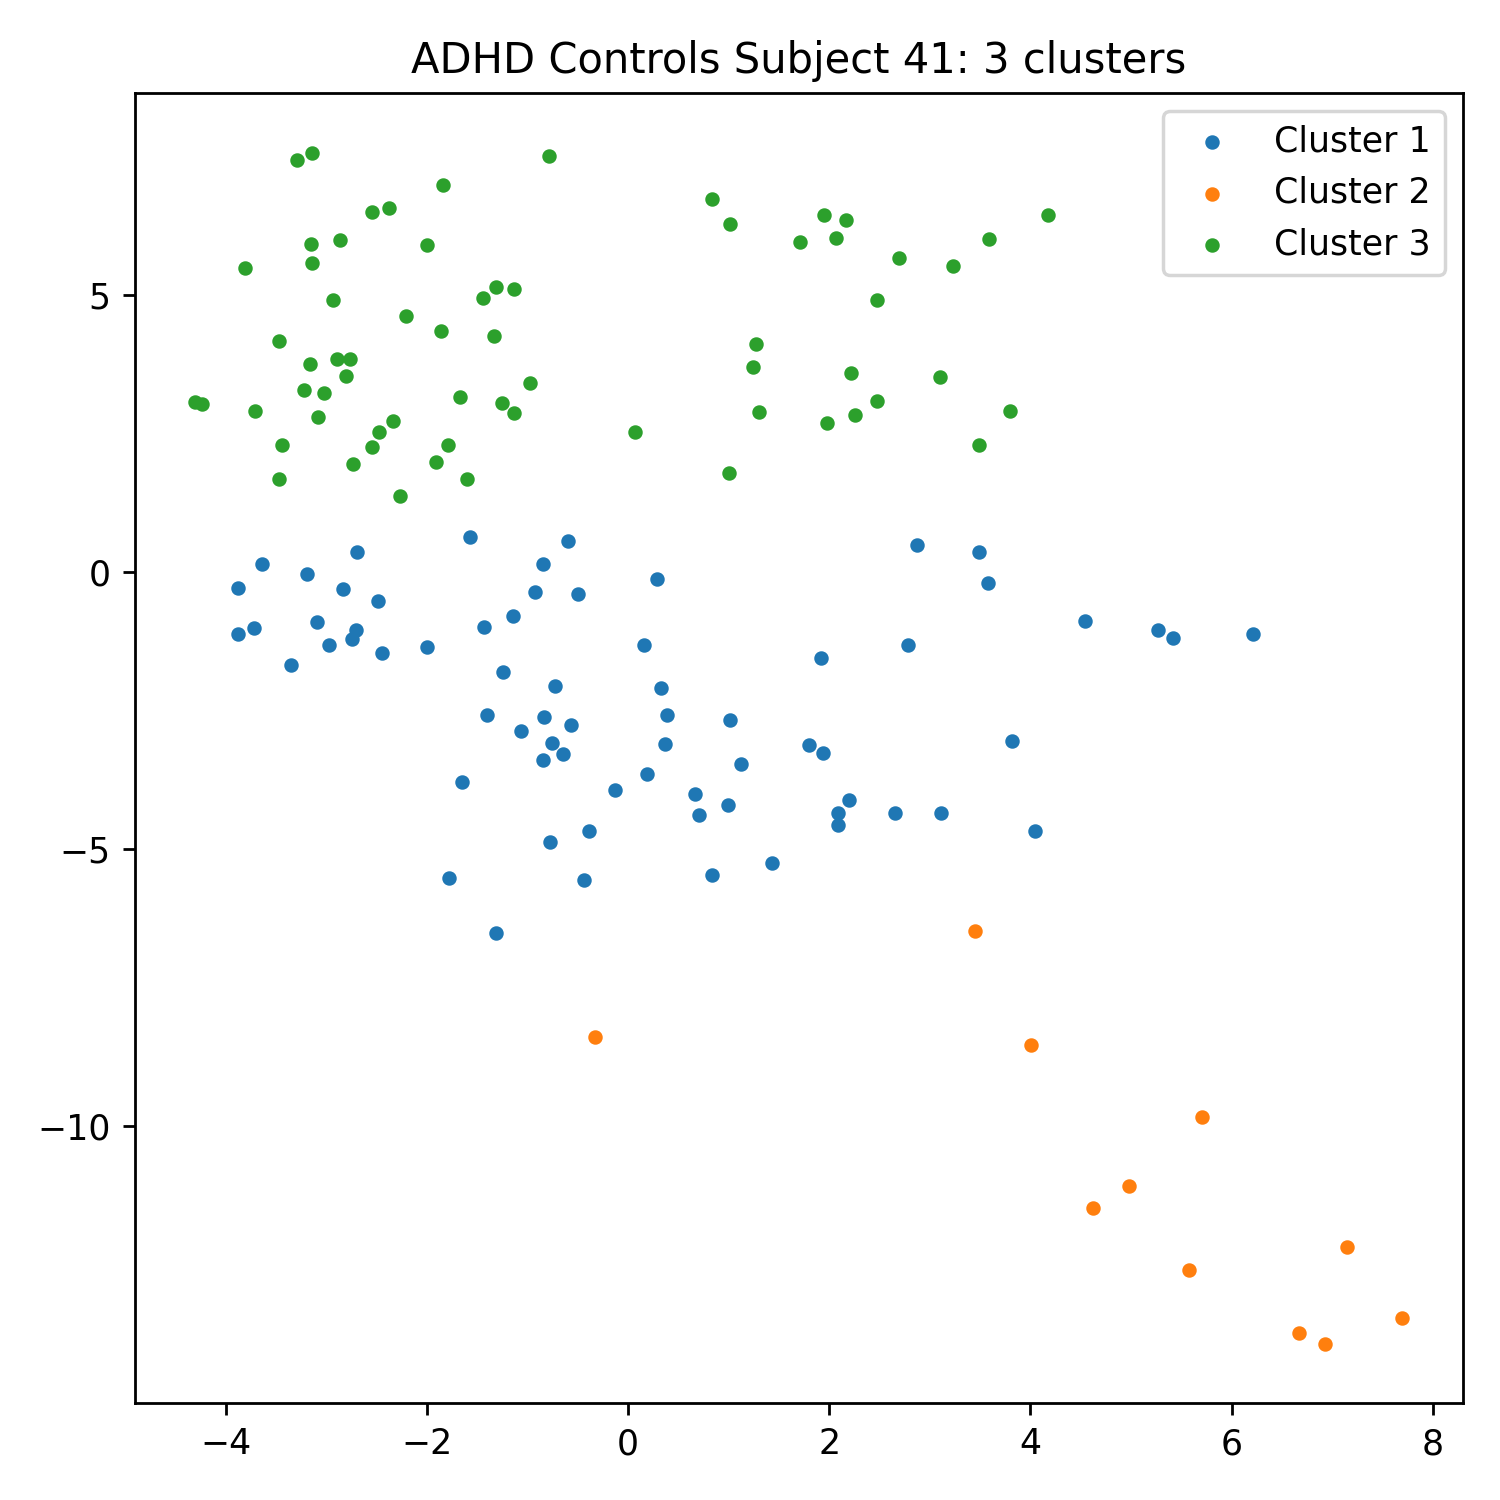 ADHD Controls Subject 41: 3 clusters
Cluster 1
Cluster 2
Cluster 3
5
0
−5
−10
−4 −2 0 2 4 6 8